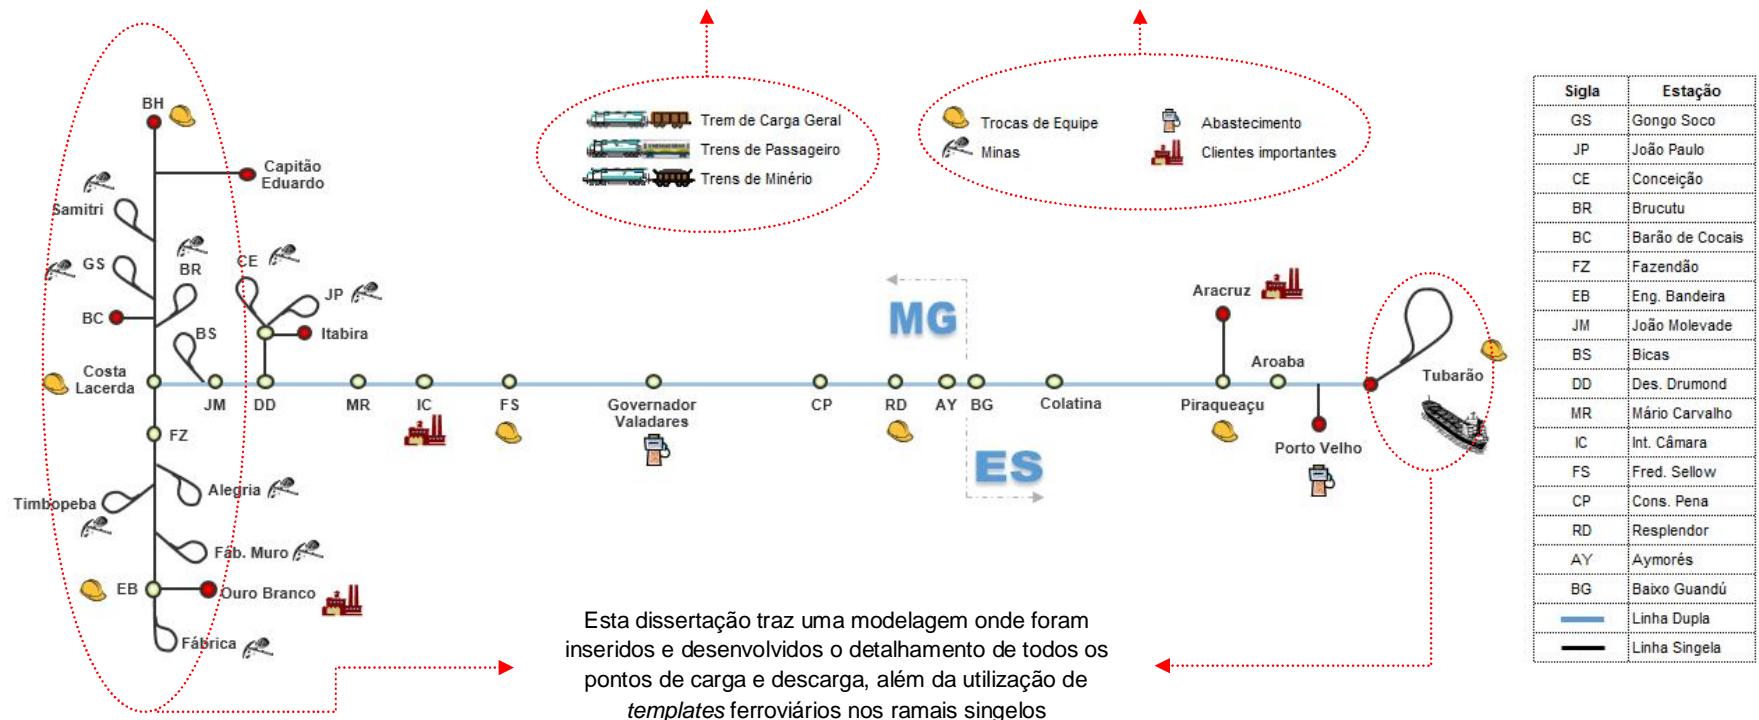 BH
Capitão
Eduardo
Samitri
GS
BR
CE
JP
BC
BS
Itabira
Costa
Lacerda
JM
DD
MR
IC
FS
Governador
Valadares
CP
RD
AY
BG
Colatina
Piraqueaçu
Aracruz
Aroaba
Porto Velho
Tubarão
FZ
Alegria
Timbopeba
Fáb. Muro
EB
Ouro Branco
Fábrica
MG
ES
Trem de Carga Geral
Trens de Passageiro
Trens de Minério
Trocas de Equipe
Abastecimento
Minas
Clientes importantes
Sigla Estação
GS Gongo Soco
JP João Paulo
CE Conceição
BR Brucutu
BC Barão de Cocais
FZ Fazendão
EB Eng. Bandeira
JM João Molevade
BS Bicas
DD Des. Drumond
MR Mário Carvalho
IC Int. Câmara
FS Fred. Sellow
CP Cons. Pena
RD Resplendor
AY Aymorés
BG Baixo Guandú
Linha Dupla
Linha Singela
Esta dissertação traz uma modelagem onde foram
inseridos e desenvolvidos o detalhamento de todos os
pontos de carga e descarga, além da utilização de
templates ferroviários nos ramais singelos